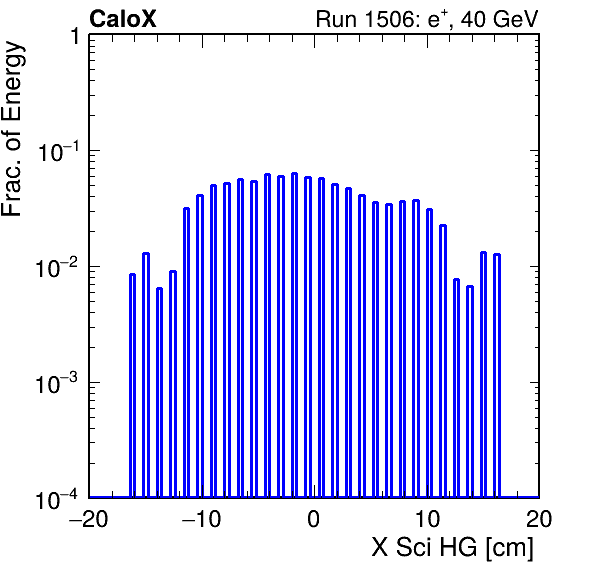 CaloX Run 1506: e⁺, 40 GeV
Frac. of Energy
1
10⁻¹
10⁻²
10⁻³
10⁻⁴
−20 −10 0 10 20
X Sci HG [cm]